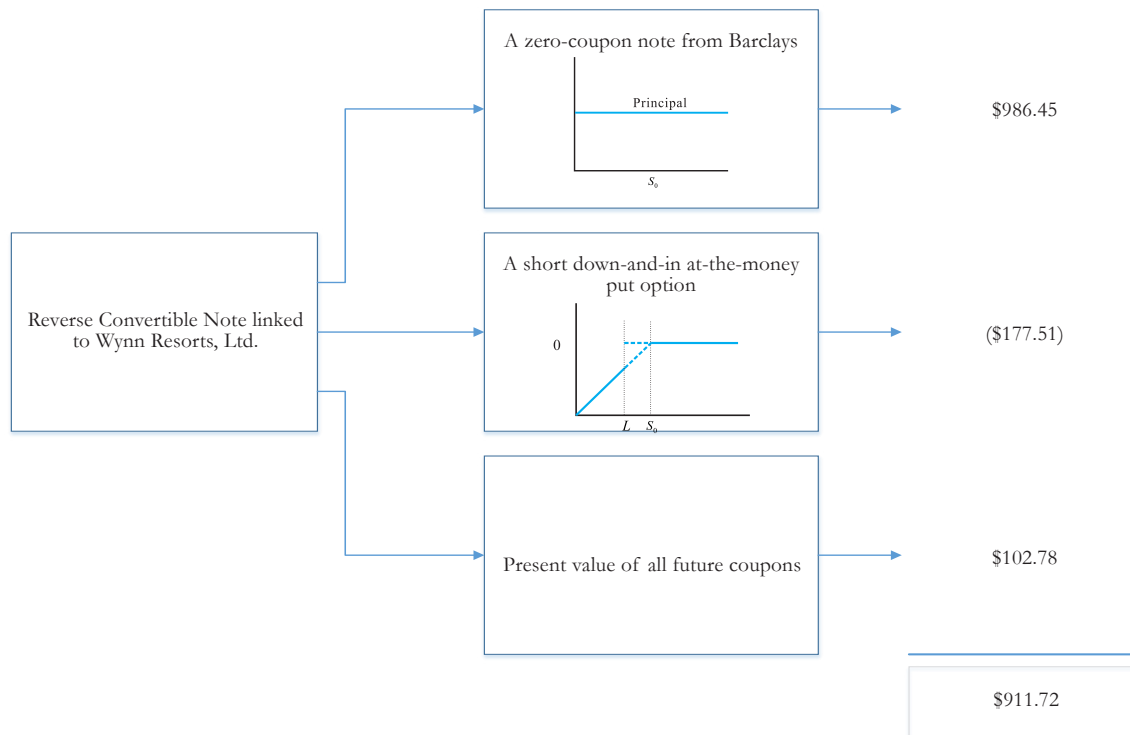 A zero-coupon note from Barclays
Principal
S₀
$986.45
Reverse Convertible Note linked
to Wynn Resorts, Ltd.
A short down-and-in at-the-money
put option
0
L S₀
($177.51)
Present value of all future coupons
$102.78
$911.72